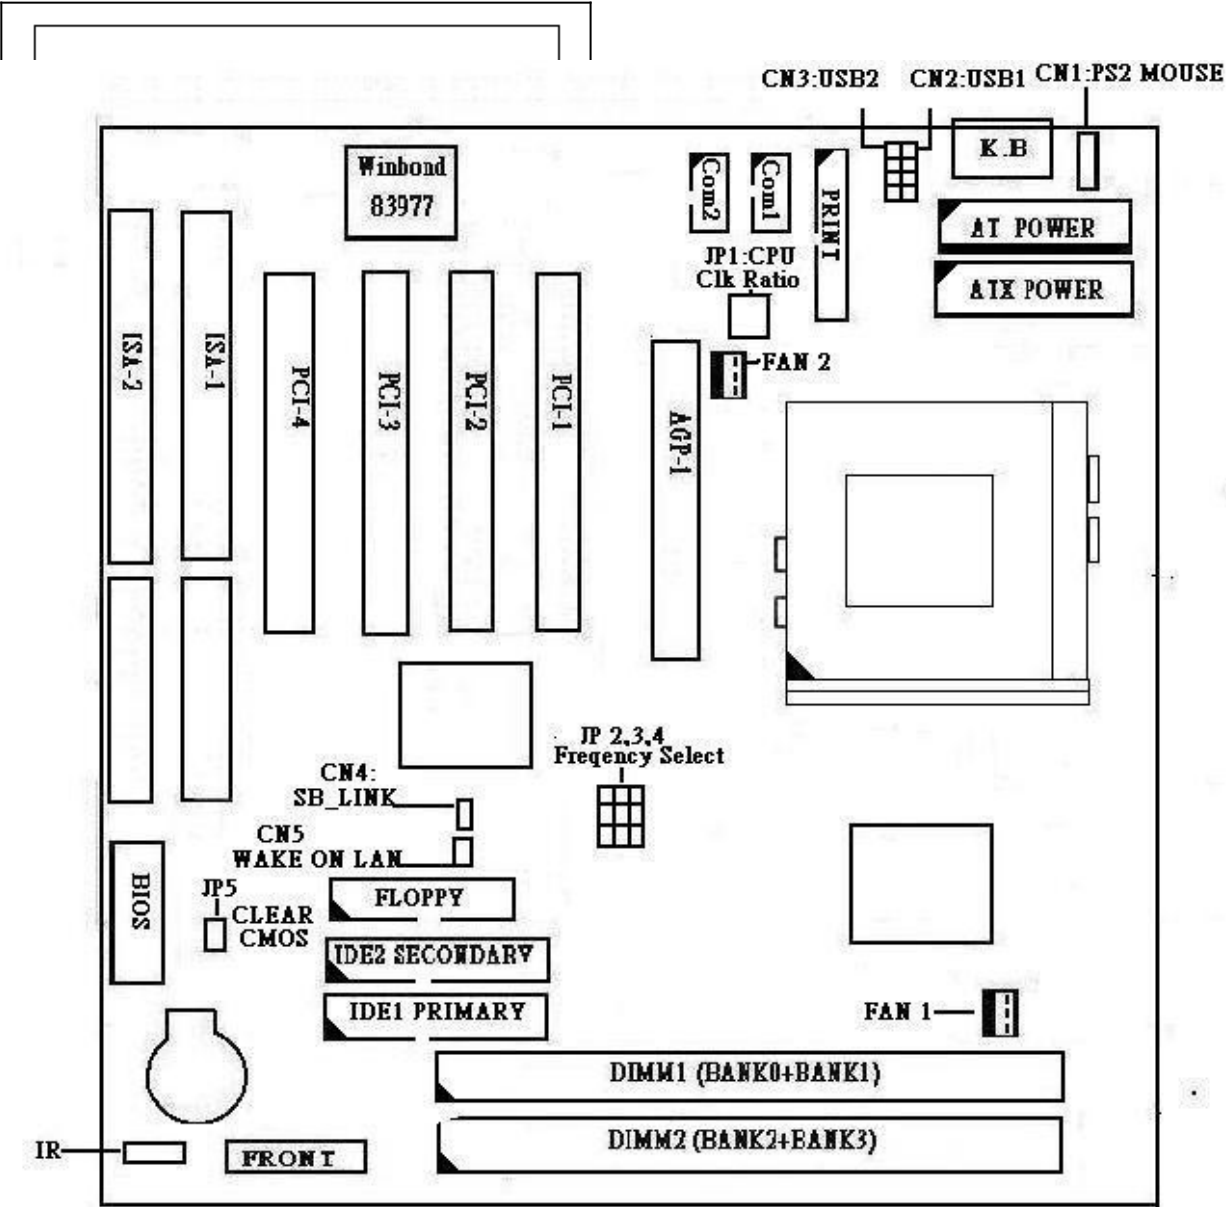 CN3:USB2
CN2:USB1
CN1:PS2 MOUSE
Winbond
83977
Com2
Com1
PRINT
K.B
AT POWER
ATX POWER
JP1:CPU
Clk Ratio
FAN 2
ISA-2
ISA-1
PCI-4
PCI-3
PCI-2
PCI-1
AGP-1
JP 2,3,4
Freqency Select
CN4:
SB_LINK
CN5
WAKE ON LAN
BIOS
JP5
CLEAR
CMOS
FLOPPY
IDE2 SECONDARY
IDE1 PRIMARY
FAN 1
DIMM1 (BANK0+BANK1)
DIMM2 (BANK2+BANK3)
IR
FRONT